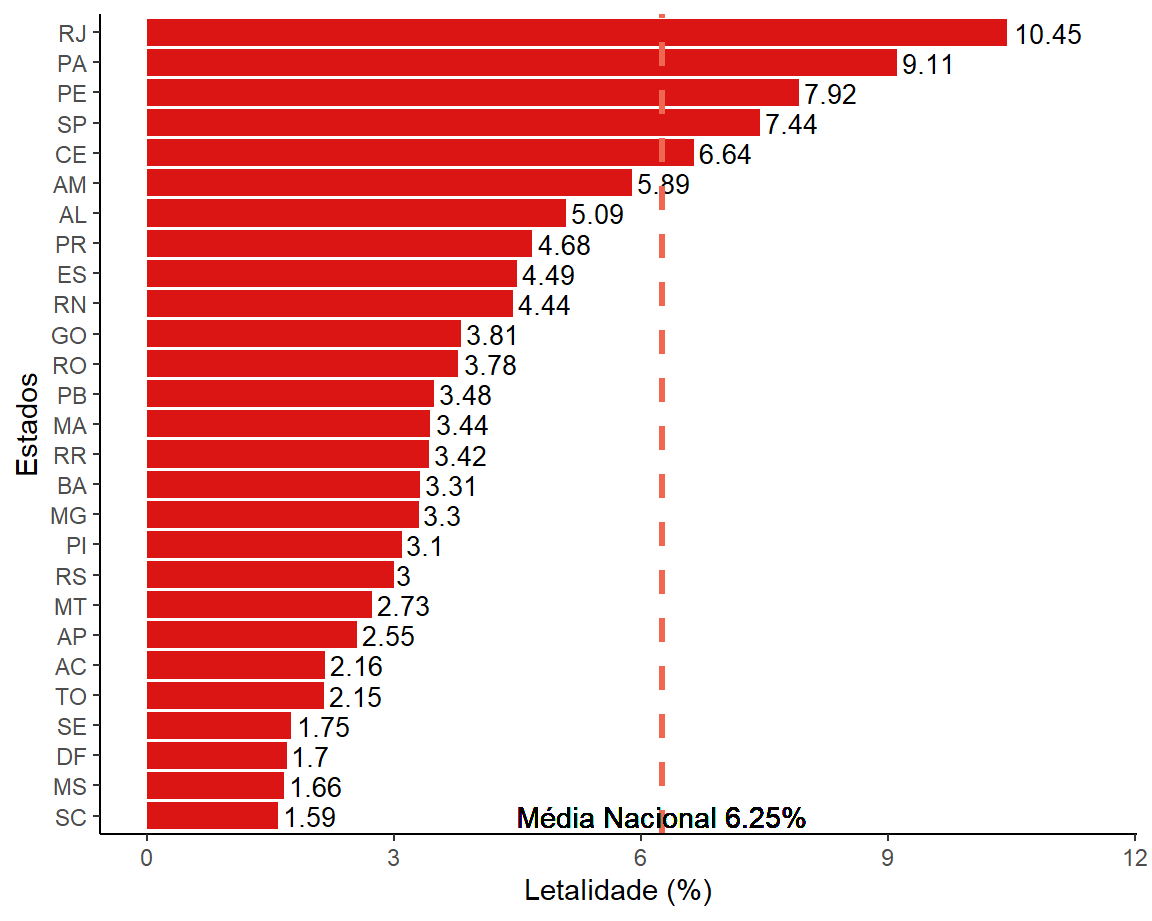 RJ 10.45
PA 9.11
PE 7.92
SP 7.44
CE 6.64
AM 5.89
AL 5.09
PR 4.68
ES 4.49
RN 4.44
GO 3.81
RO 3.78
PB 3.48
MA 3.44
RR 3.42
BA 3.31
MG 3.3
PI 3.1
RS 3
MT 2.73
AP 2.55
AC 2.16
TO 2.15
SE 1.75
DF 1.7
MS 1.66
SC 1.59 Média Nacional 6.25%
Estados
0 3 6 9 12
Letalidade (%)